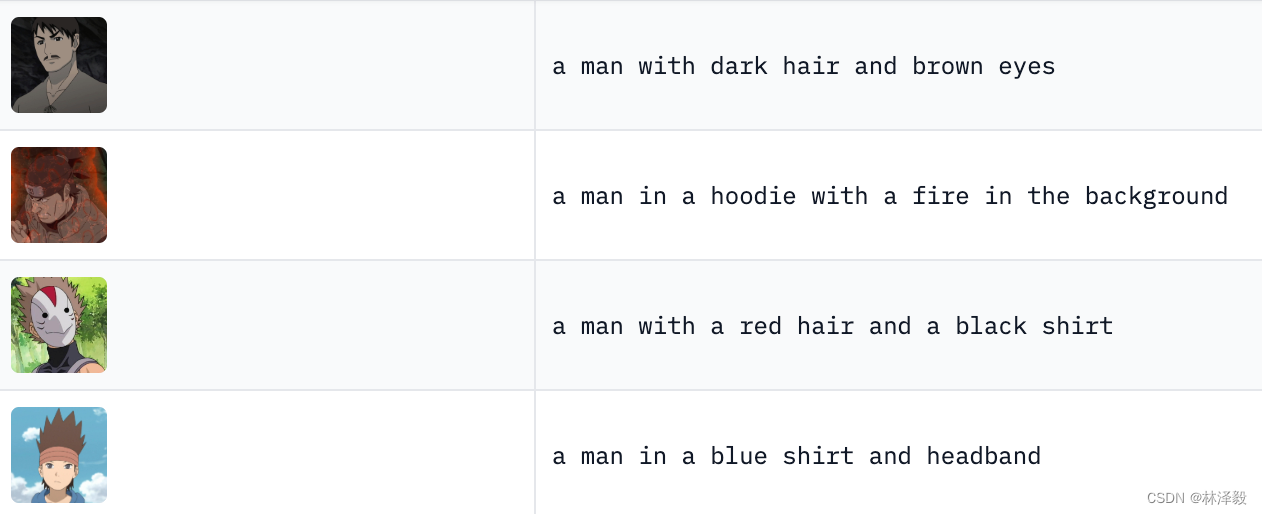 a man with dark hair and brown eyes
a man in a hoodie with a fire in the background
a man with a red hair and a black shirt
a man in a blue shirt and headband
CSDN @林泽毅